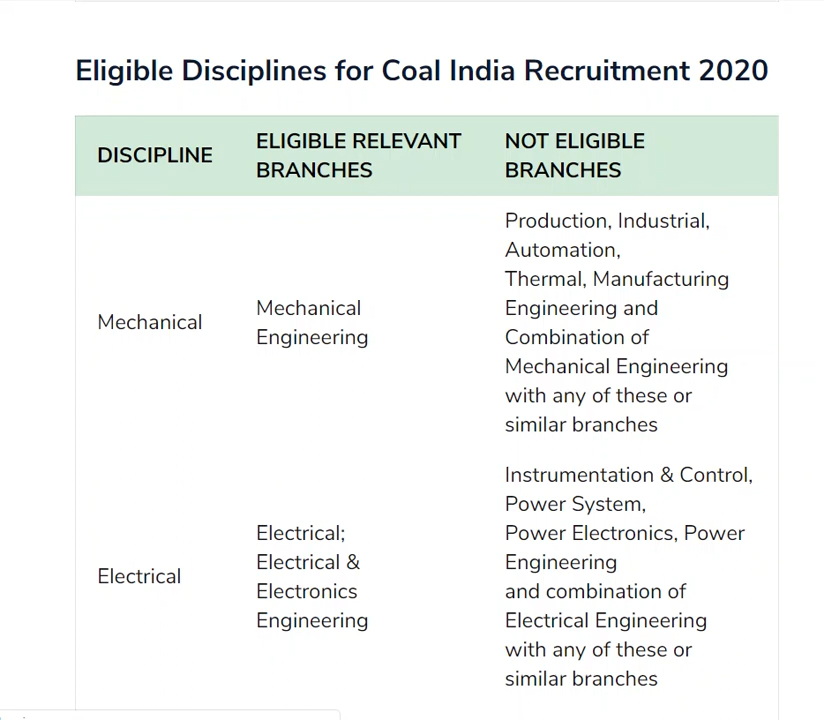 Eligible Disciplines for Coal India Recruitment 2020
DISCIPLINE
ELIGIBLE RELEVANT
BRANCHES
NOT ELIGIBLE
BRANCHES
Mechanical
Mechanical
Engineering
Production, Industrial,
Automation,
Thermal, Manufacturing
Engineering and
Combination of
Mechanical Engineering
with any of these or
similar branches
Electrical
Electrical;
Electrical &
Electronics
Engineering
Instrumentation & Control,
Power System,
Power Electronics, Power
Engineering
and combination of
Electrical Engineering
with any of these or
similar branches